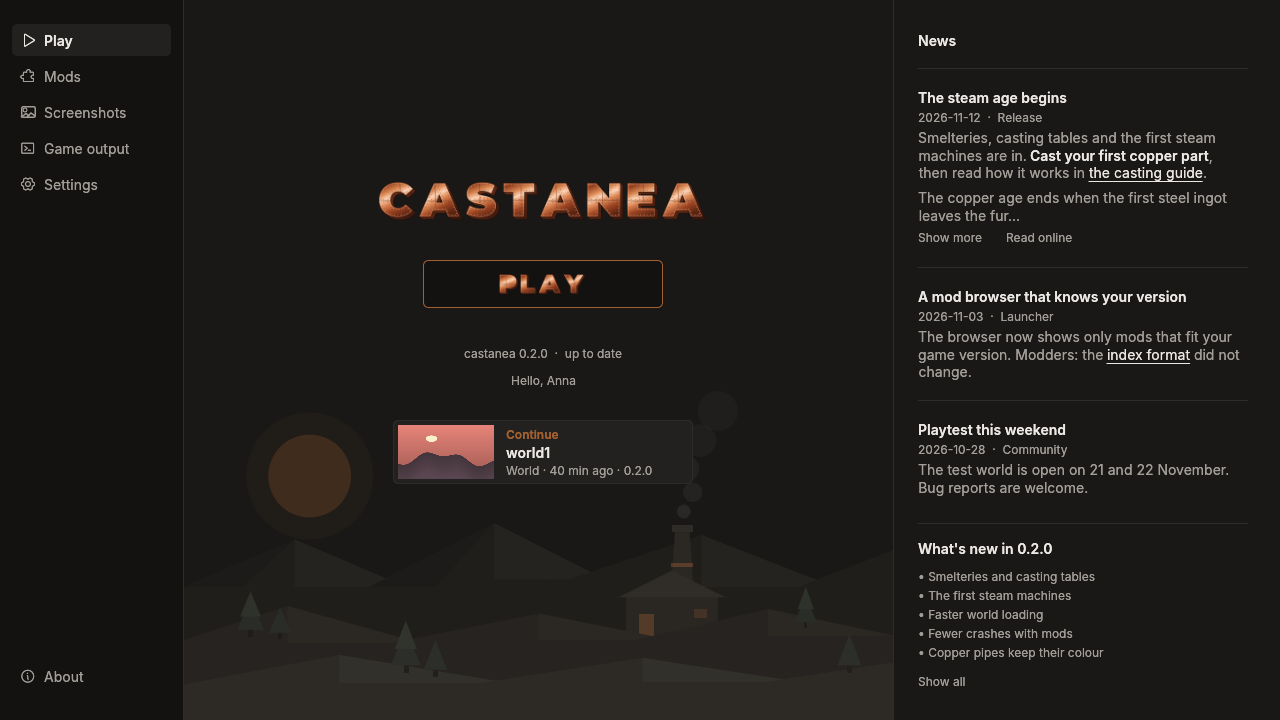 Play
Mods
Screenshots
Game output
Settings
About
CASTANEA
PLAY
castanea 0.2.0 · up to date
Hello, Anna
Continue
world1
World · 40 min ago · 0.2.0
News
The steam age begins
2026-11-12 · Release
Smelteries, casting tables and the first steam
machines are in. Cast your first copper part,
then read how it works in the casting guide.
The copper age ends when the first steel ingot
leaves the fur...
Show more Read online
A mod browser that knows your version
2026-11-03 · Launcher
The browser now shows only mods that fit your
game version. Modders: the index format did not
change.
Playtest this weekend
2026-10-28 · Community
The test world is open on 21 and 22 November.
Bug reports are welcome.
What's new in 0.2.0
• Smelteries and casting tables
• The first steam machines
• Faster world loading
• Fewer crashes with mods
• Copper pipes keep their colour
Show all